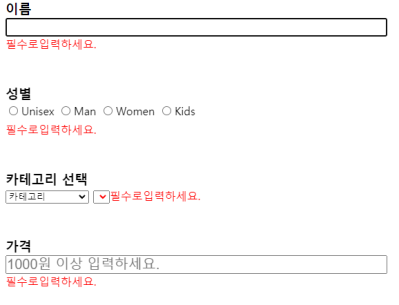 이름
필수로입력하세요.
성별
Unisex Man Women Kids
필수로입력하세요.
카테고리 선택
카테고리 필수로입력하세요.
가격
1000원 이상 입력하세요.
필수로입력하세요.